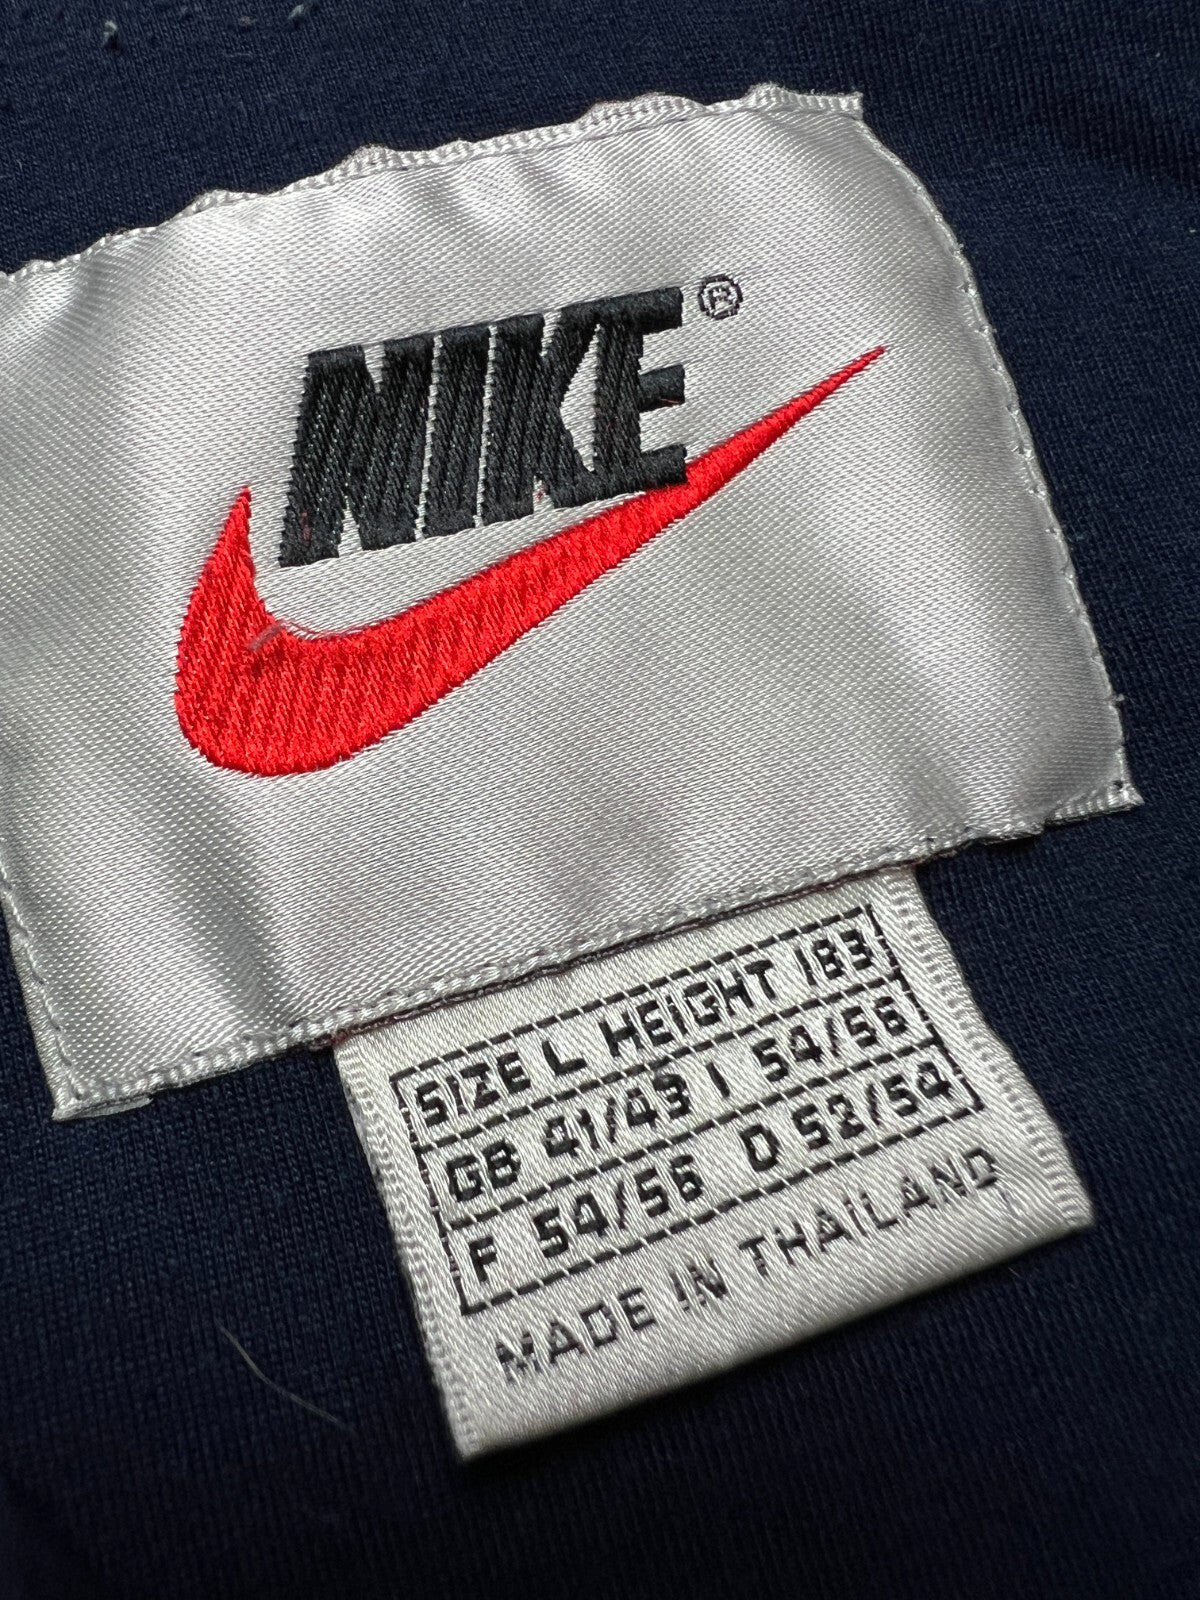 NIKE®
SIZE L HEIGHT 183
GB 41/43 I 54/56
F 54/56 D 52/54
MADE IN THAILAND